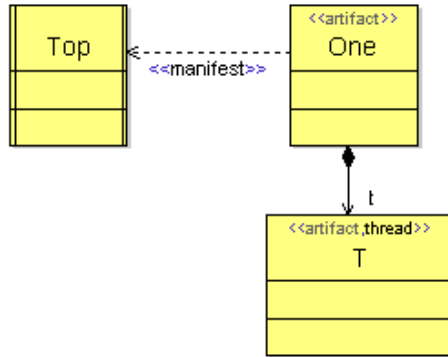 <<artifact>>
Top
One
<<manifest>>
t
<<artifact,thread>>
T